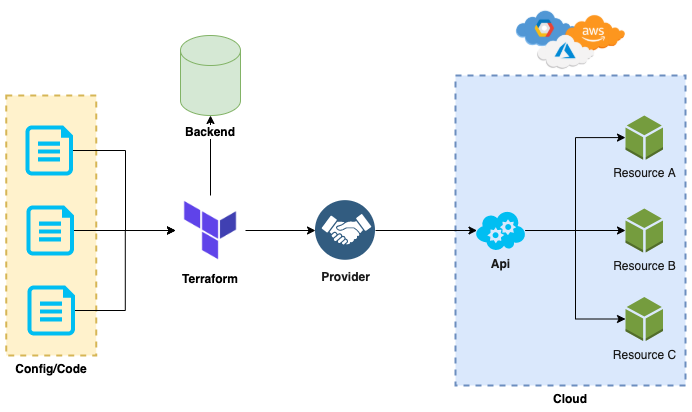 aws
Backend
Resource A
Terraform
Provider
Api
Resource B
Resource C
Config/Code
Cloud